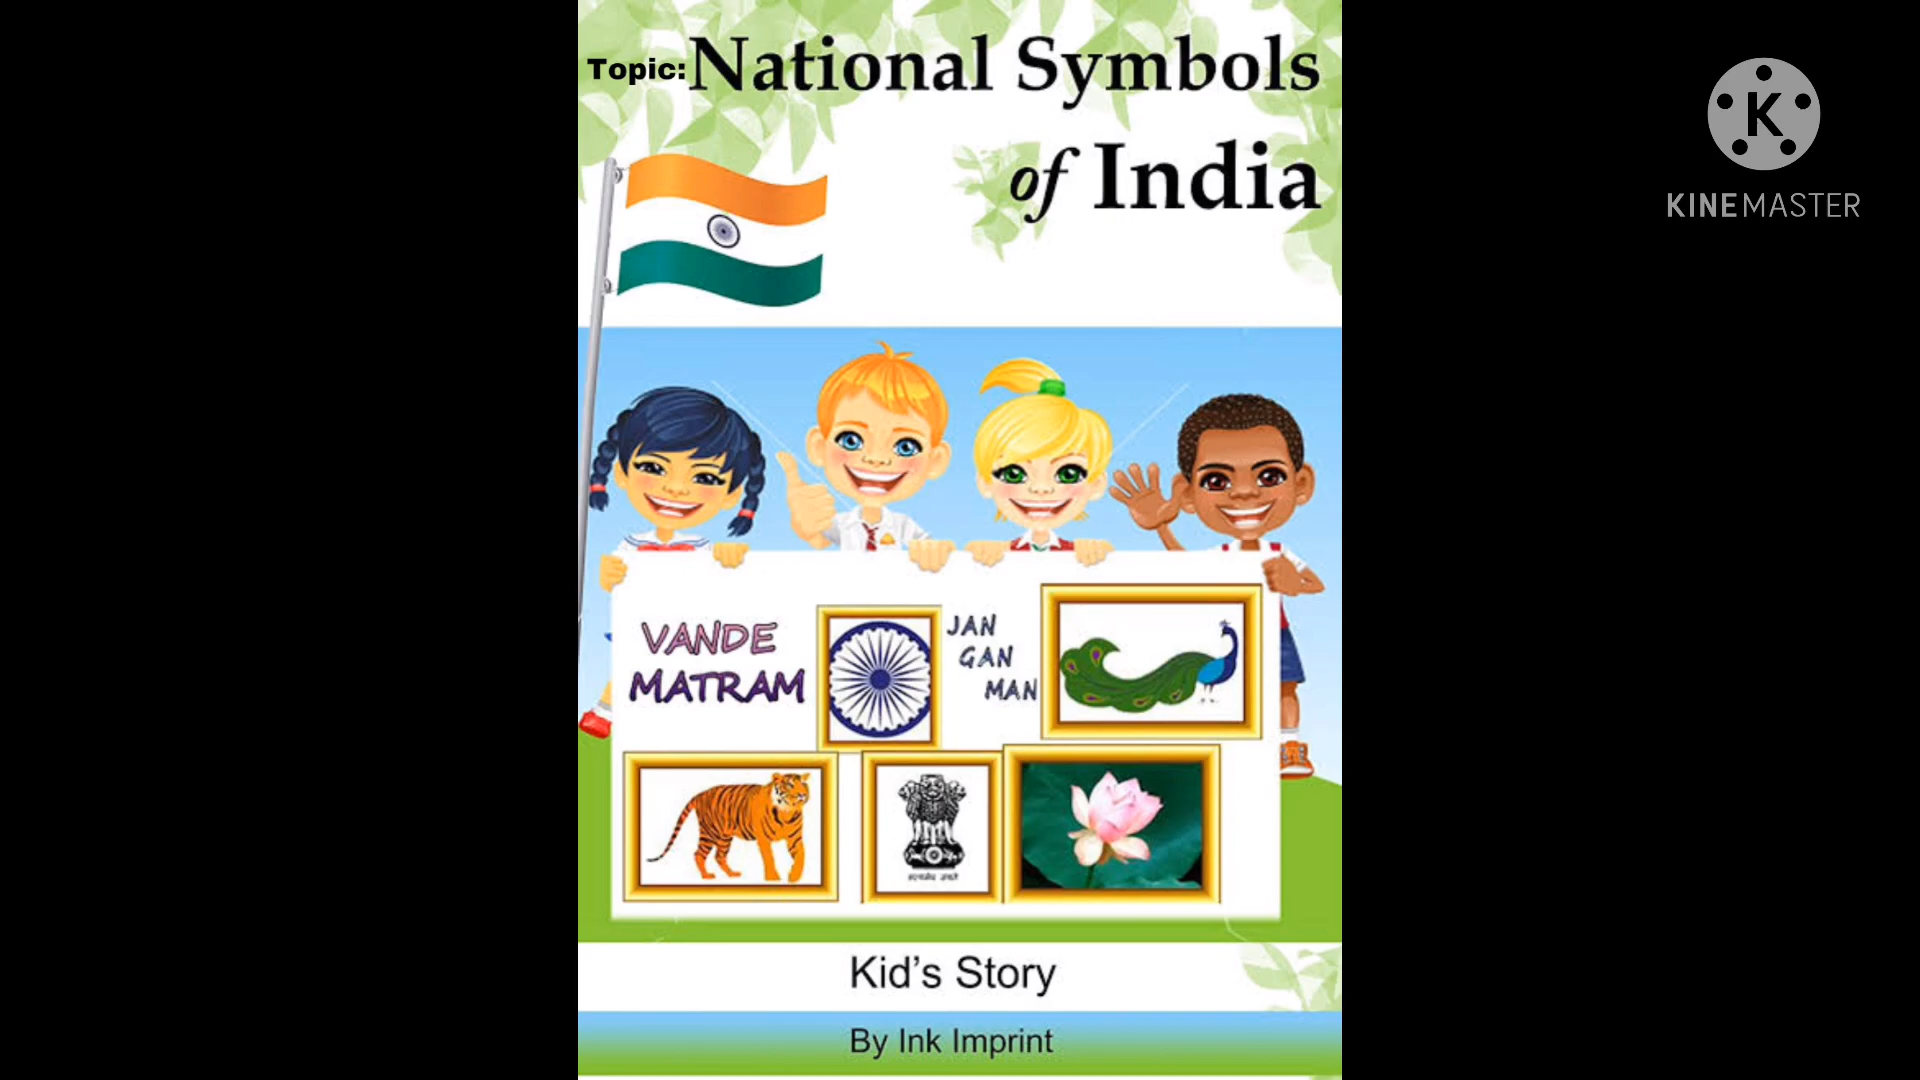 Topic: National Symbols
of India
VANDE
MATRAM
JAN
GAN
MAN
Kid's Story
By Ink Imprint
K
KINEMASTER